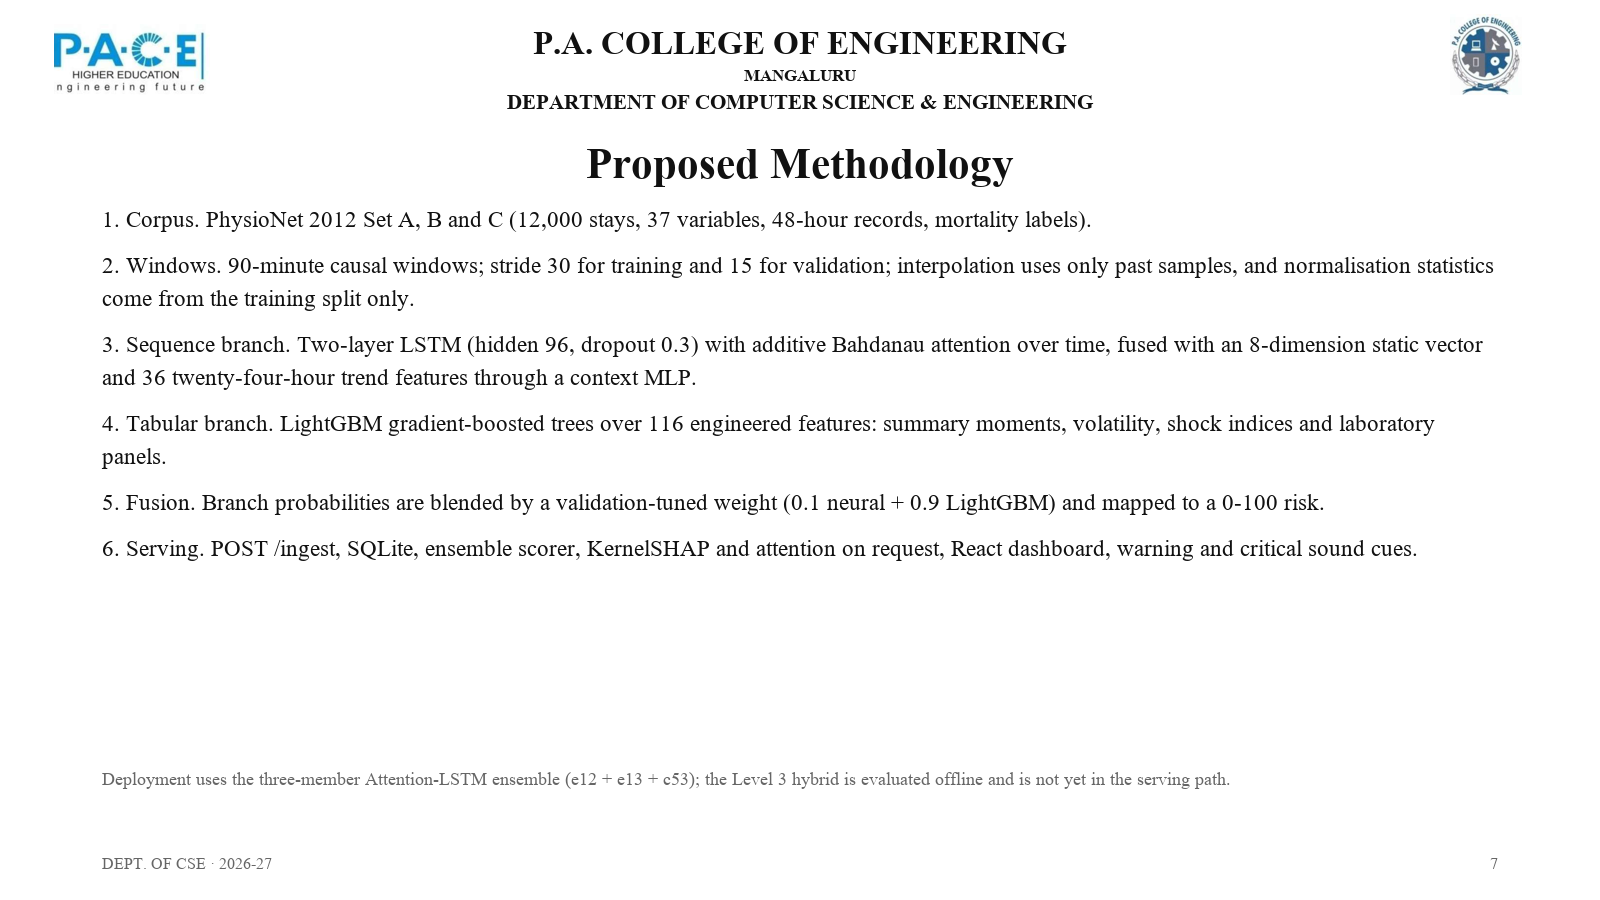 P·A·C·E
HIGHER EDUCATION
ngineering future
P.A. COLLEGE OF ENGINEERING
P.A. COLLEGE OF ENGINEERING
MANGALURU
DEPARTMENT OF COMPUTER SCIENCE & ENGINEERING
Proposed Methodology
1. Corpus. PhysioNet 2012 Set A, B and C (12,000 stays, 37 variables, 48-hour records, mortality labels).
2. Windows. 90-minute causal windows; stride 30 for training and 15 for validation; interpolation uses only past samples, and normalisation statistics
come from the training split only.
3. Sequence branch. Two-layer LSTM (hidden 96, dropout 0.3) with additive Bahdanau attention over time, fused with an 8-dimension static vector
and 36 twenty-four-hour trend features through a context MLP.
4. Tabular branch. LightGBM gradient-boosted trees over 116 engineered features: summary moments, volatility, shock indices and laboratory
panels.
5. Fusion. Branch probabilities are blended by a validation-tuned weight (0.1 neural + 0.9 LightGBM) and mapped to a 0-100 risk.
6. Serving. POST /ingest, SQLite, ensemble scorer, KernelSHAP and attention on request, React dashboard, warning and critical sound cues.
Deployment uses the three-member Attention-LSTM ensemble (e12 + e13 + c53); the Level 3 hybrid is evaluated offline and is not yet in the serving path.
DEPT. OF CSE · 2026-27
7